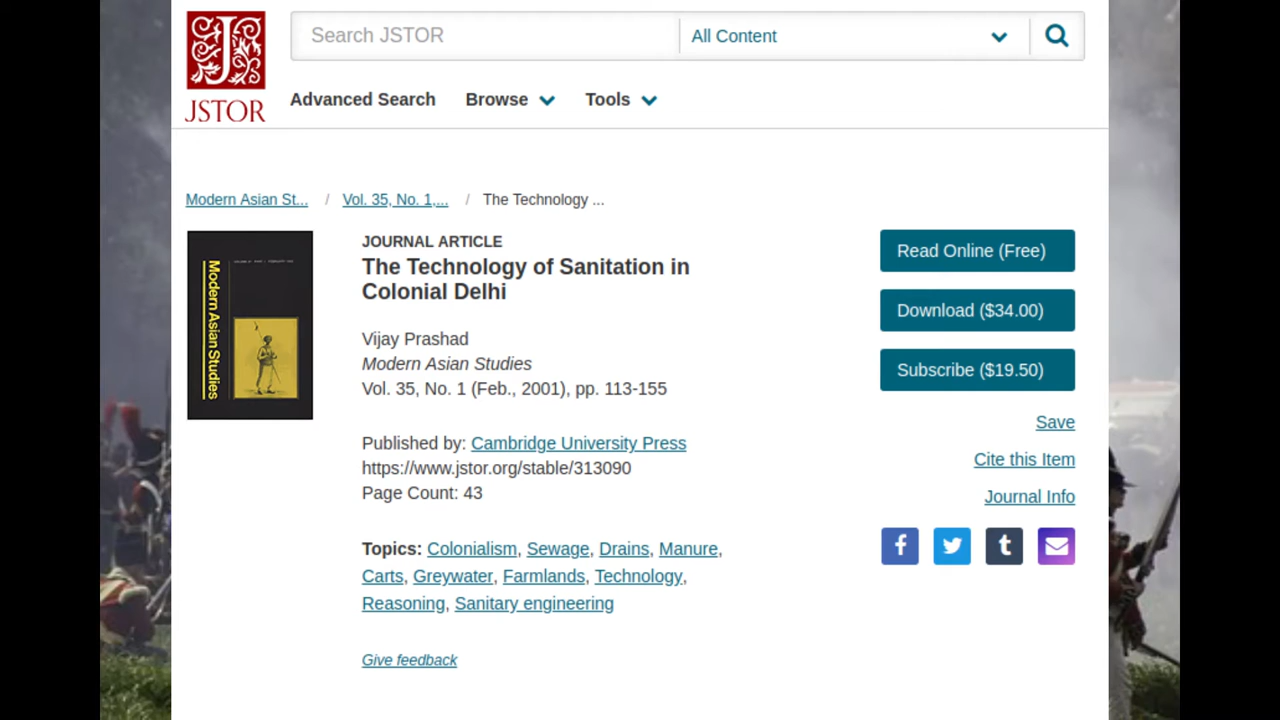 JSTOR
Search JSTOR
All Content
Advanced Search
Browse
Tools
Modern Asian St... / Vol. 35, No. 1,... / The Technology ...
Modern Asian Studies
JOURNAL ARTICLE
The Technology of Sanitation in
Colonial Delhi
Vijay Prashad
Modern Asian Studies
Vol. 35, No. 1 (Feb., 2001), pp. 113-155
Published by: Cambridge University Press
https://www.jstor.org/stable/313090
Page Count: 43
Topics: Colonialism, Sewage, Drains, Manure,
Carts, Greywater, Farmlands, Technology,
Reasoning, Sanitary engineering
Give feedback
Read Online (Free)
Download ($34.00)
Subscribe ($19.50)
Save
Cite this Item
Journal Info